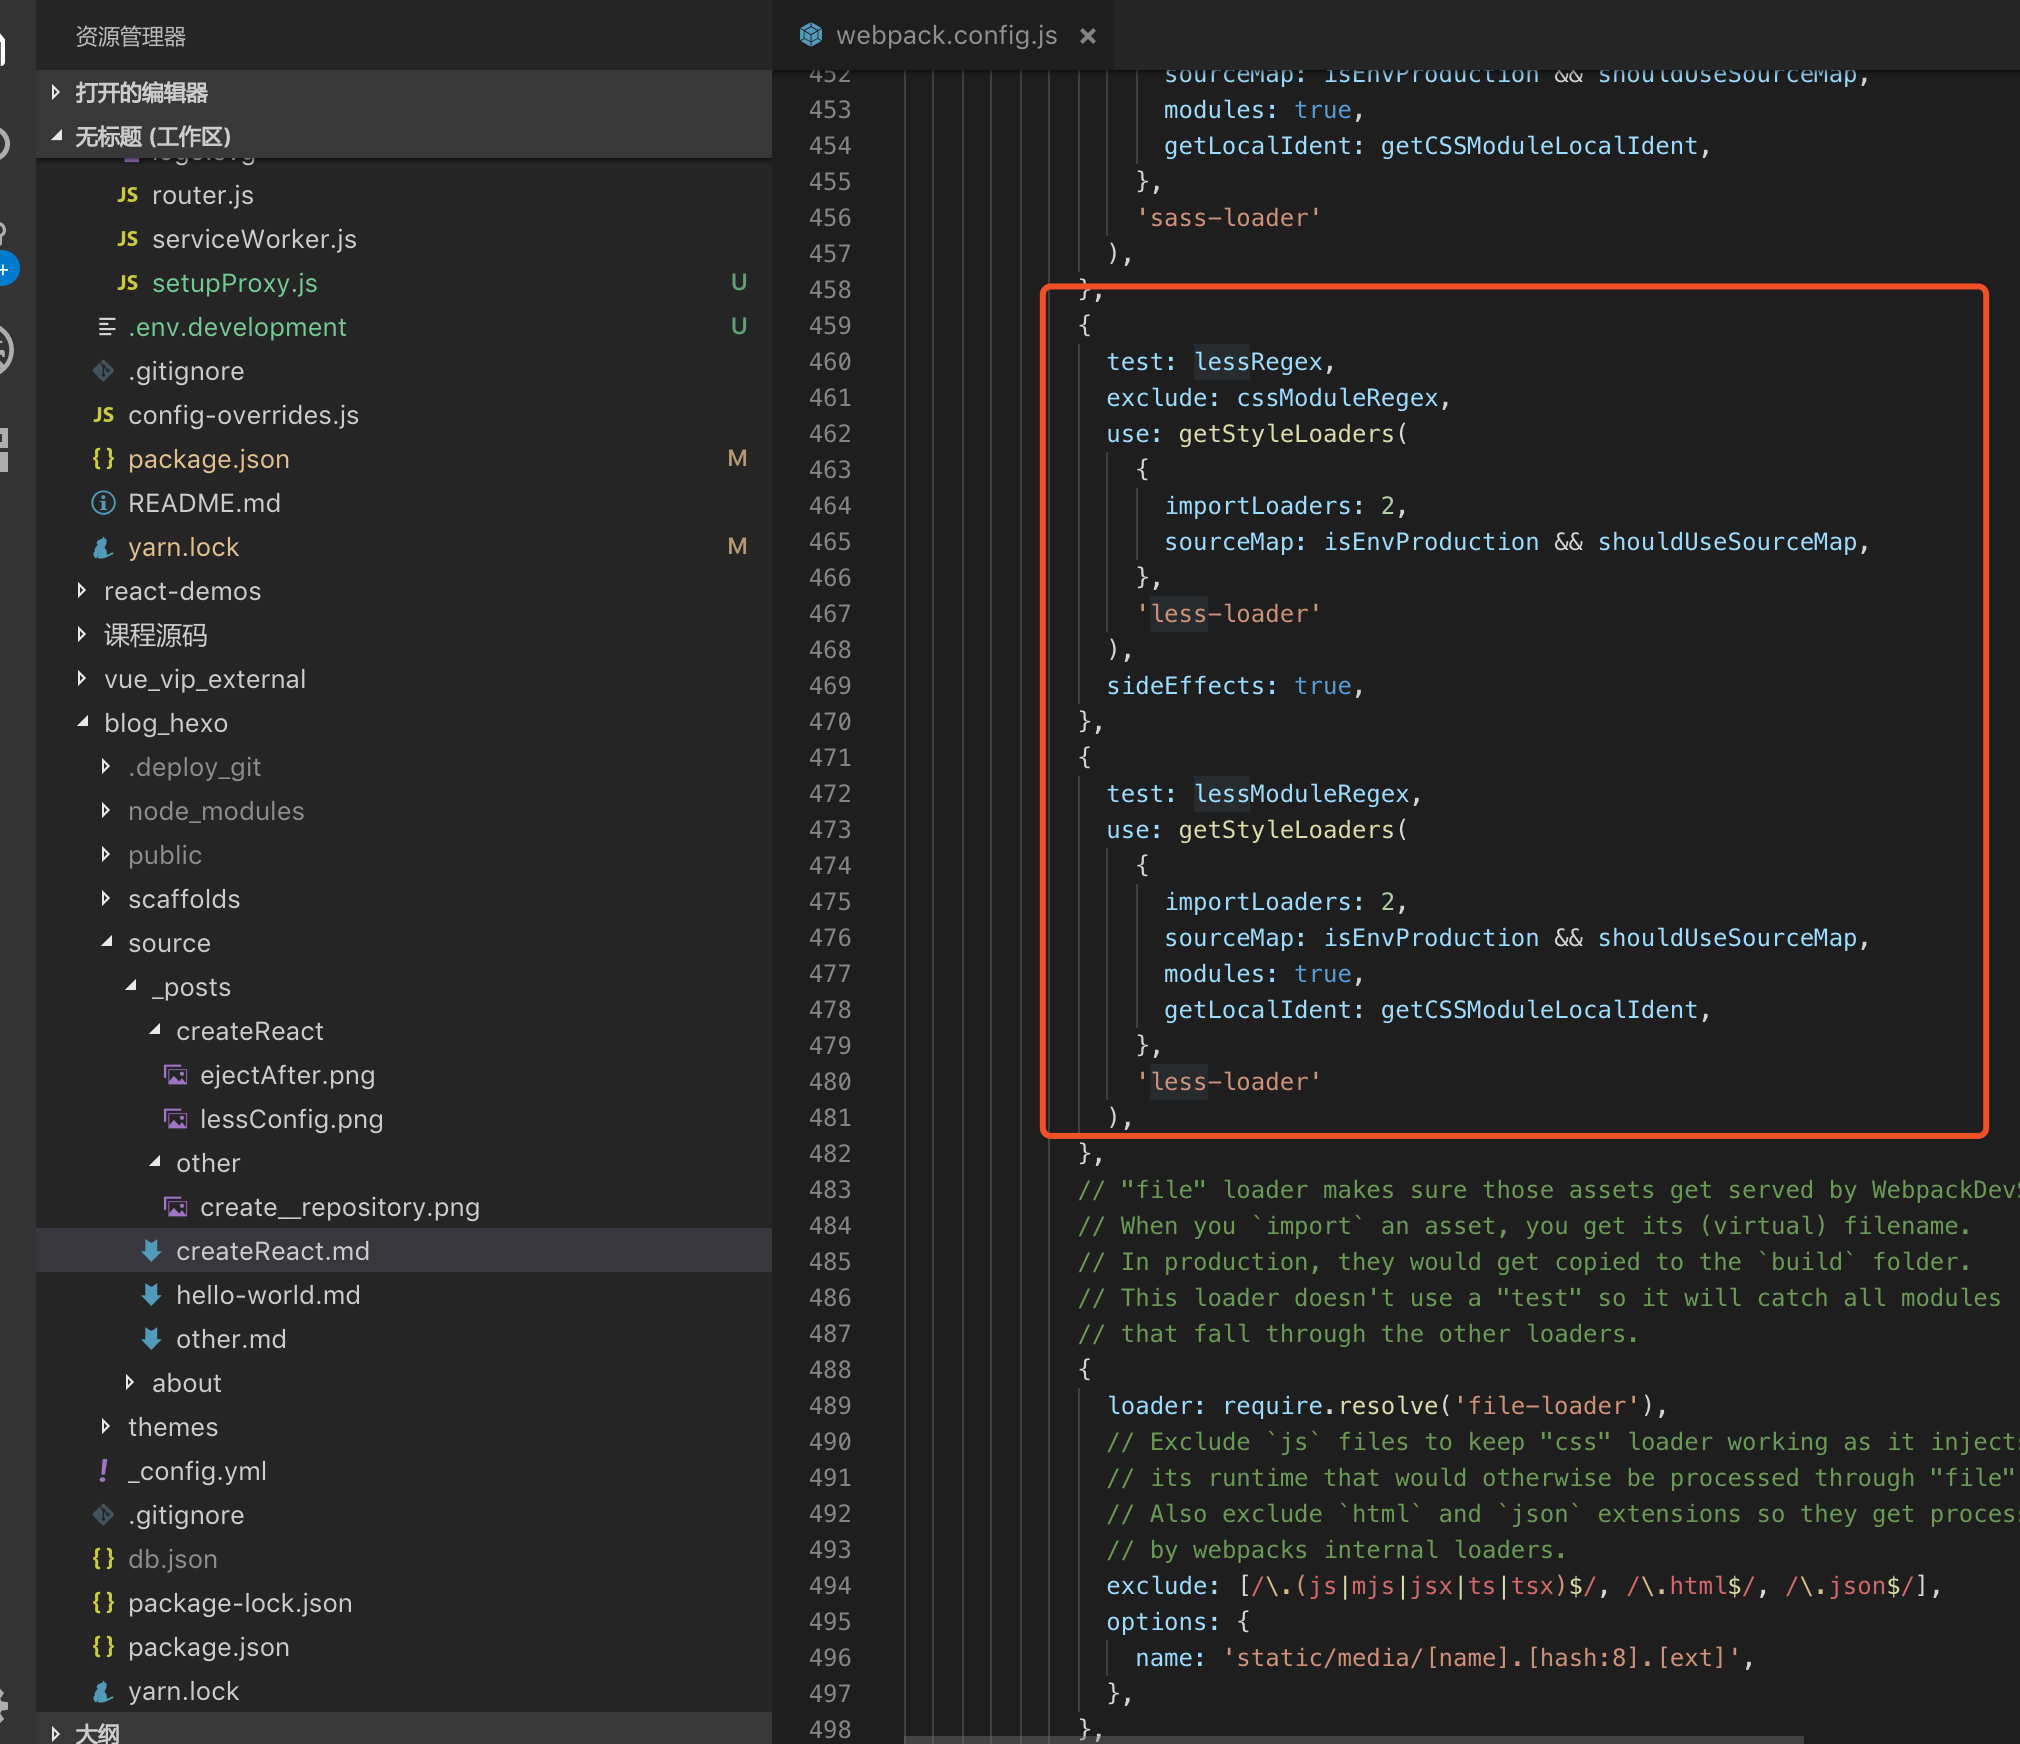 资源管理器
打开的编辑器
无标题 (工作区)
router.js
serviceWorker.js
setupProxy.js U
.env.development U
.gitignore
config-overrides.js
package.json M
README.md
yarn.lock M
react-demos
课程源码
vue_vip_external
blog_hexo
.deploy_git
node_modules
public
scaffolds
source
_posts
createReact
ejectAfter.png
lessConfig.png
other
create__repository.png
createReact.md
hello-world.md
other.md
about
themes
_config.yml
.gitignore
db.json
package-lock.json
package.json
yarn.lock
大纲
webpack.config.js
452 sourceMap: isEnvProduction && shouldUseSourceMap,
453 modules: true,
454 getLocalIdent: getCSSModuleLocalIdent,
455 },
456 'sass-loader'
457 ),
458 },
459 {
460 test: lessRegex,
461 exclude: cssModuleRegex,
462 use: getStyleLoaders(
463 {
464 importLoaders: 2,
465 sourceMap: isEnvProduction && shouldUseSourceMap,
466 },
467 'less-loader'
468 ),
469 sideEffects: true,
470 },
471 {
472 test: lessModuleRegex,
473 use: getStyleLoaders(
474 {
475 importLoaders: 2,
476 sourceMap: isEnvProduction && shouldUseSourceMap,
477 modules: true,
478 getLocalIdent: getCSSModuleLocalIdent,
479 },
480 'less-loader'
481 ),
482 },
483 // "file" loader makes sure those assets get served by WebpackDev
484 // When you `import` an asset, you get its (virtual) filename.
485 // In production, they would get copied to the `build` folder.
486 // This loader doesn't use a "test" so it will catch all modules
487 // that fall through the other loaders.
488 {
489 loader: require.resolve('file-loader'),
490 // Exclude `js` files to keep "css" loader working as it injects
491 // its runtime that would otherwise be processed through "file"
492 // Also exclude `html` and `json` extensions so they get proces
493 // by webpacks internal loaders.
494 exclude: [/\.(js|mjs|jsx|ts|tsx)$/, /\.html$/, /\.json$/],
495 options: {
496 name: 'static/media/[name].[hash:8].[ext]',
497 },
498 },